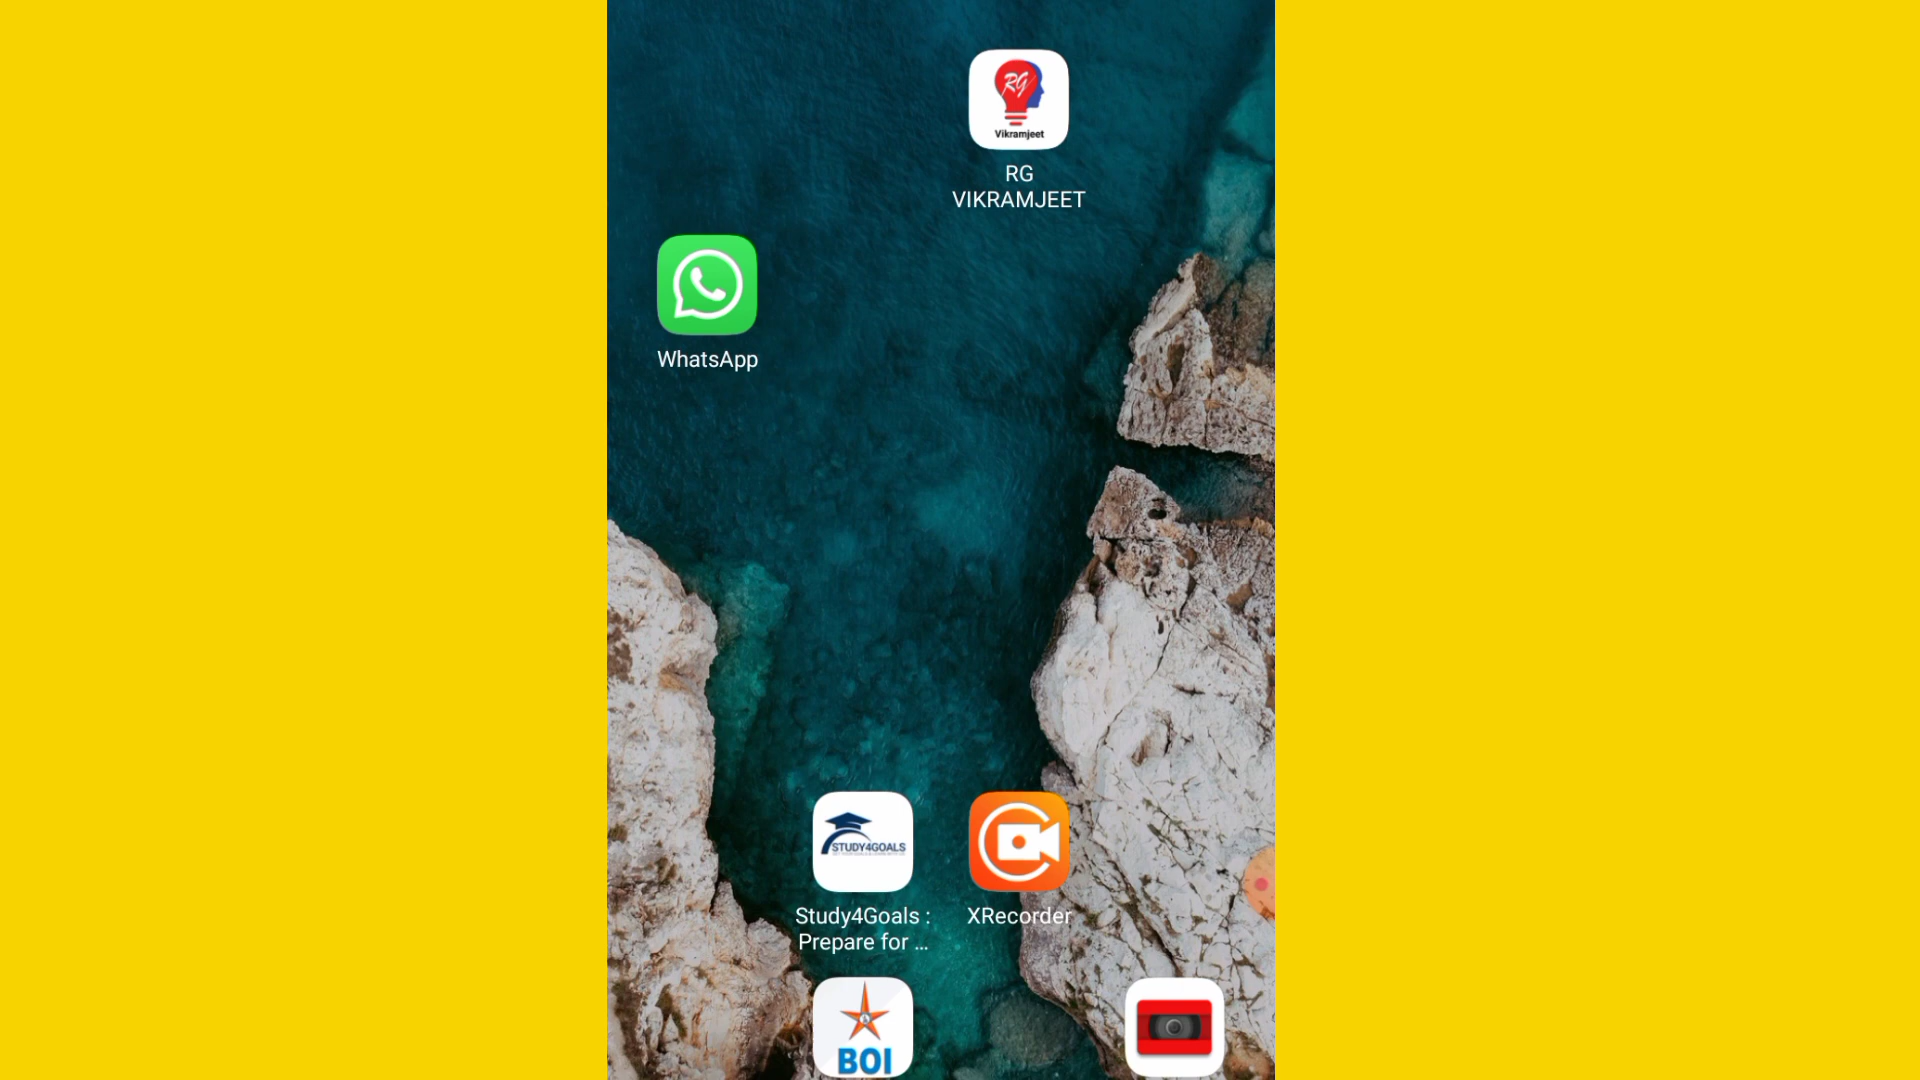 RG
Vikramjeet
RG
VIKRAMJEET
WhatsApp
STUDY4GOALS
Study4Goals :
Prepare for ...
XRecorder
BOI